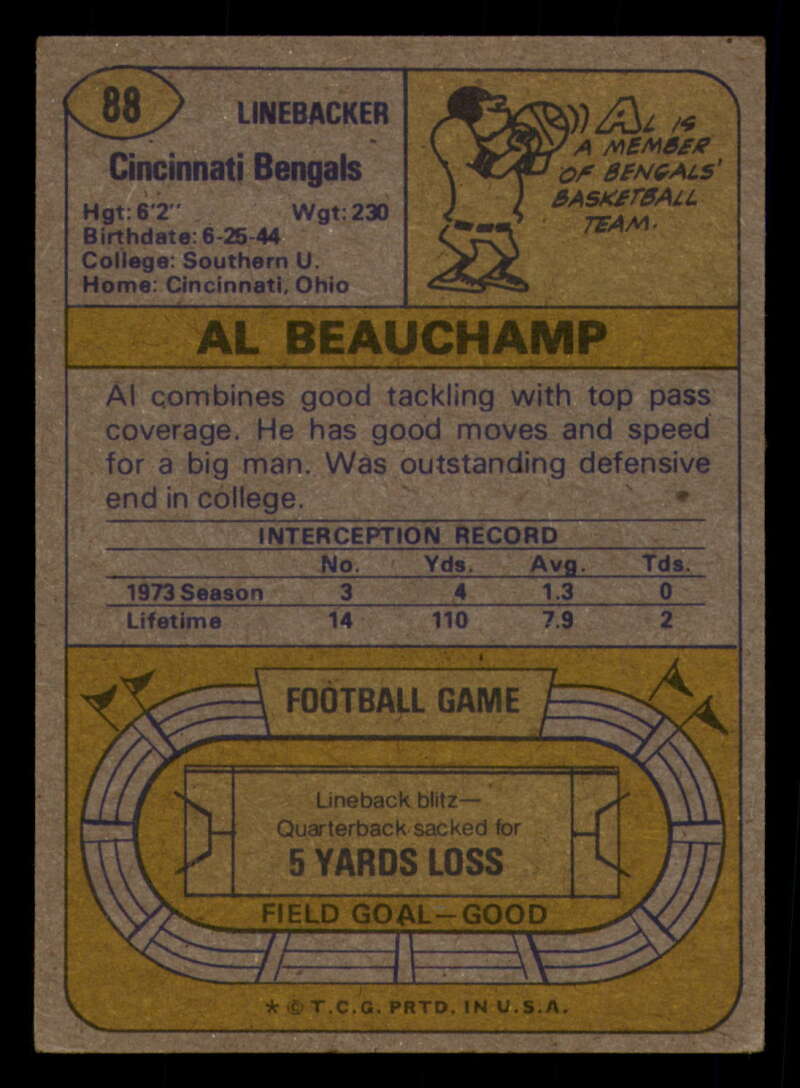 88
LINEBACKER
Cincinnati Bengals
Hgt: 6'2" Wgt: 230
Birthdate: 6-25-44
College: Southern U.
Home: Cincinnati, Ohio
AL IS
A MEMBER
OF BENGALS'
BASKETBALL
TEAM.
AL BEAUCHAMP
Al combines good tackling with top pass
coverage. He has good moves and speed
for a big man. Was outstanding defensive
end in college.
INTERCEPTION RECORD
No. Yds. Avg. Tds.
1973 Season 3 4 1.3 0
Lifetime 14 110 7.9 2
FOOTBALL GAME
Lineback blitz—
Quarterback sacked for
5 YARDS LOSS
FIELD GOAL—GOOD
* © T.C.G. PRTD. IN U.S.A.